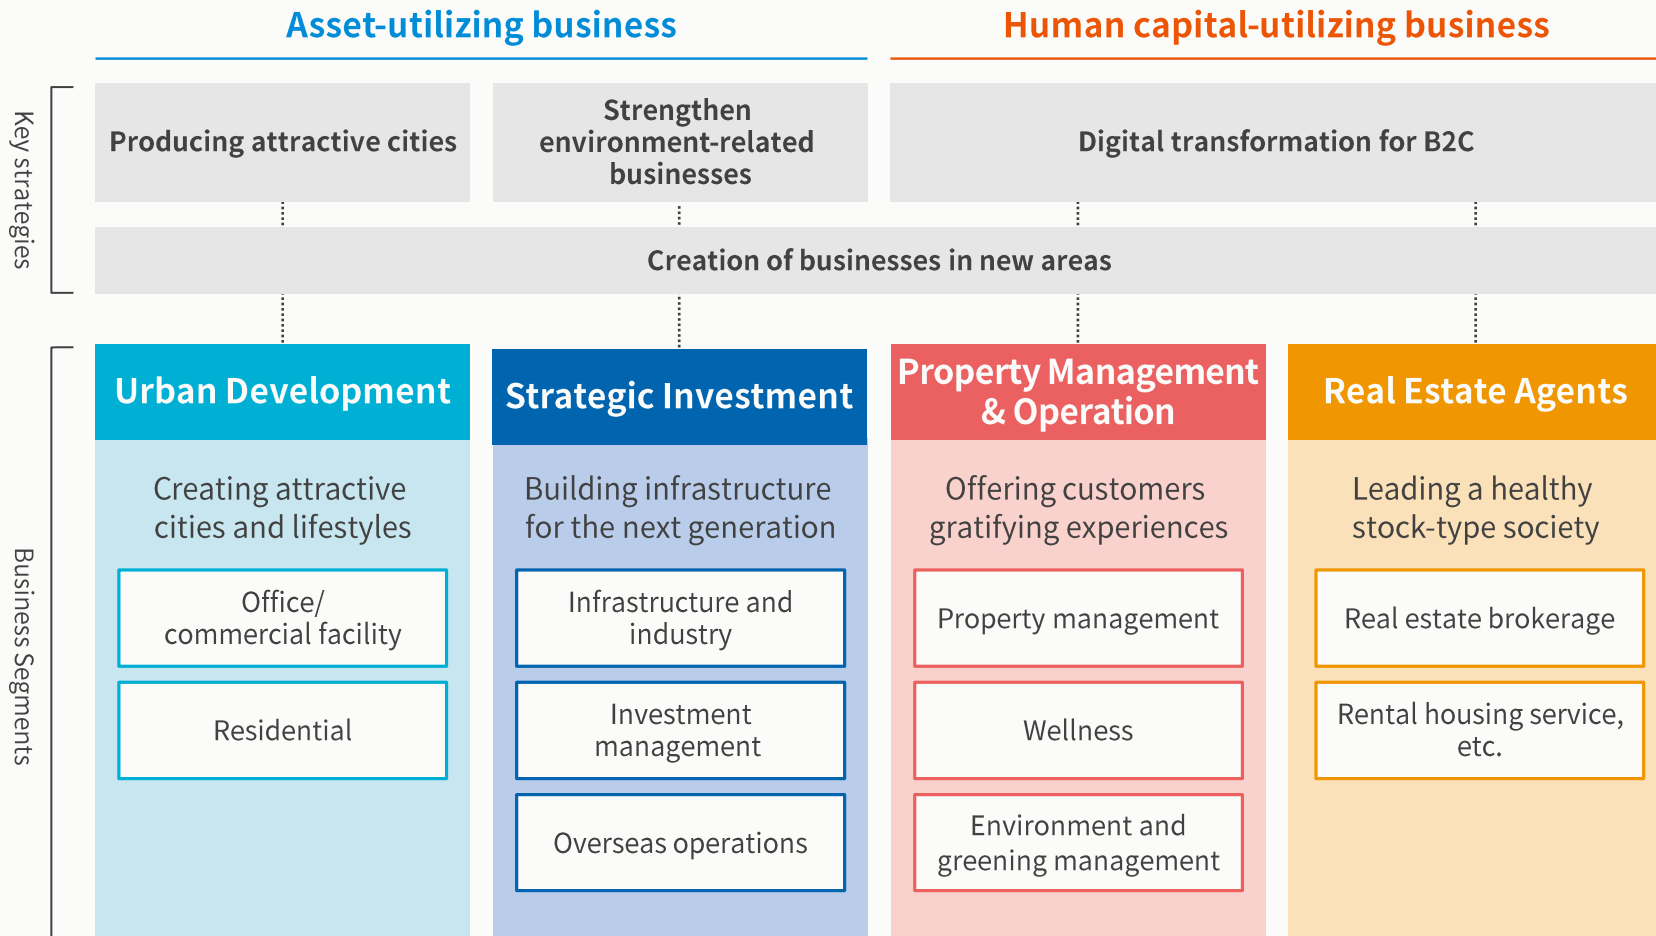 Asset-utilizing business
Human capital-utilizing business
Key strategies
Producing attractive cities
Strengthen
environment-related
businesses
Digital transformation for B2C
Creation of businesses in new areas
Business Segments
Urban Development
Creating attractive
cities and lifestyles
Office/
commercial facility
Residential
Strategic Investment
Building infrastructure
for the next generation
Infrastructure and
industry
Investment
management
Overseas operations
Property Management
& Operation
Offering customers
gratifying experiences
Property management
Wellness
Environment and
greening management
Real Estate Agents
Leading a healthy
stock-type society
Real estate brokerage
Rental housing service,
etc.